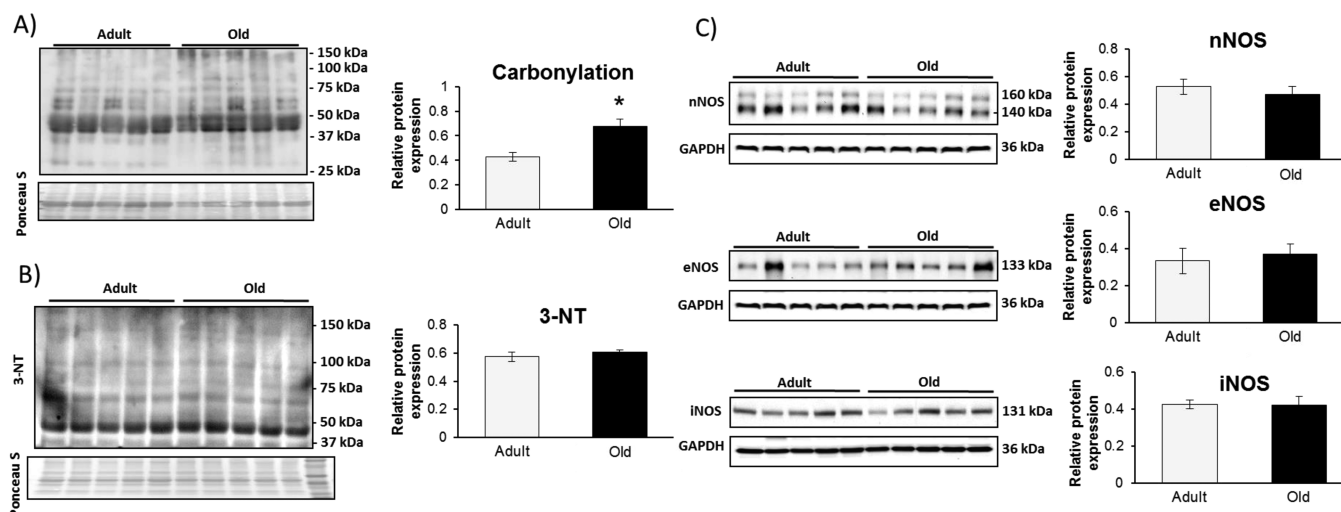 A)
Adult
Old
- 150 kDa
- 100 kDa
- 75 kDa
- 50 kDa
- 37 kDa
- 25 kDa
Ponceau S
Carbonylation
Relative protein
expression
1
0.8
0.6
0.4
0.2
0
*
Adult
Old
B)
Adult
Old
3-NT
- 150 kDa
- 100 kDa
- 75 kDa
- 50 kDa
- 37 kDa
Ponceau S
3-NT
Relative protein
expression
1
0.8
0.6
0.4
0.2
0
Adult
Old
C)
Adult
Old
nNOS
160 kDa
- 140 kDa
GAPDH
36 kDa
nNOS
Relative protein
expression
0.8
0.6
0.4
0.2
0
Adult
Old
Adult
Old
eNOS
133 kDa
GAPDH
36 kDa
eNOS
Relative protein
expression
0.6
0.4
0.2
0
Adult
Old
Adult
Old
iNOS
131 kDa
GAPDH
36 kDa
iNOS
Relative protein
expression
0.6
0.4
0.2
0
Adult
Old